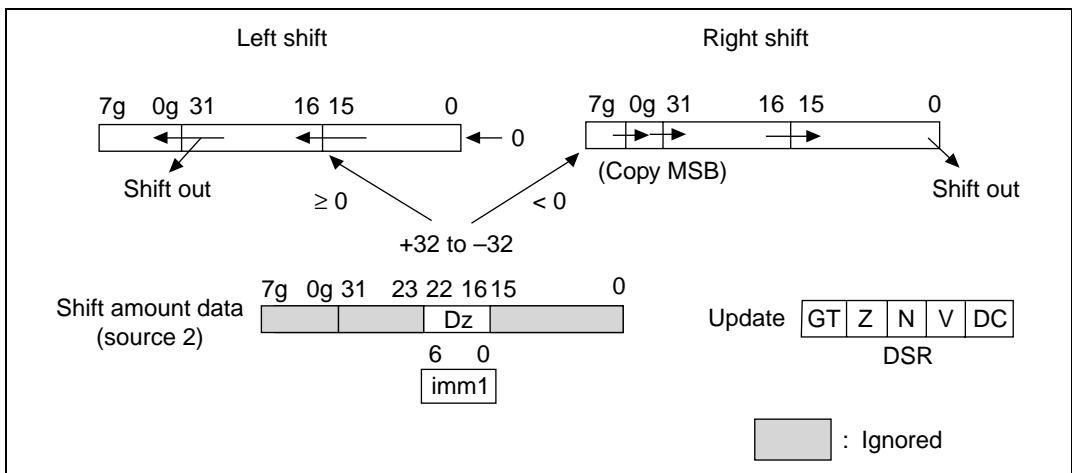 Left shift
Right shift
7g 0g 31 16 15 0
7g 0g 31 16 15 0
0
(Copy MSB)
Shift out
Shift out
≥ 0
< 0
+32 to –32
7g 0g 31 23 22 16 15 0
Shift amount data
(source 2)
Dz
Update GT Z N V DC
DSR
6 0
imm1
: Ignored